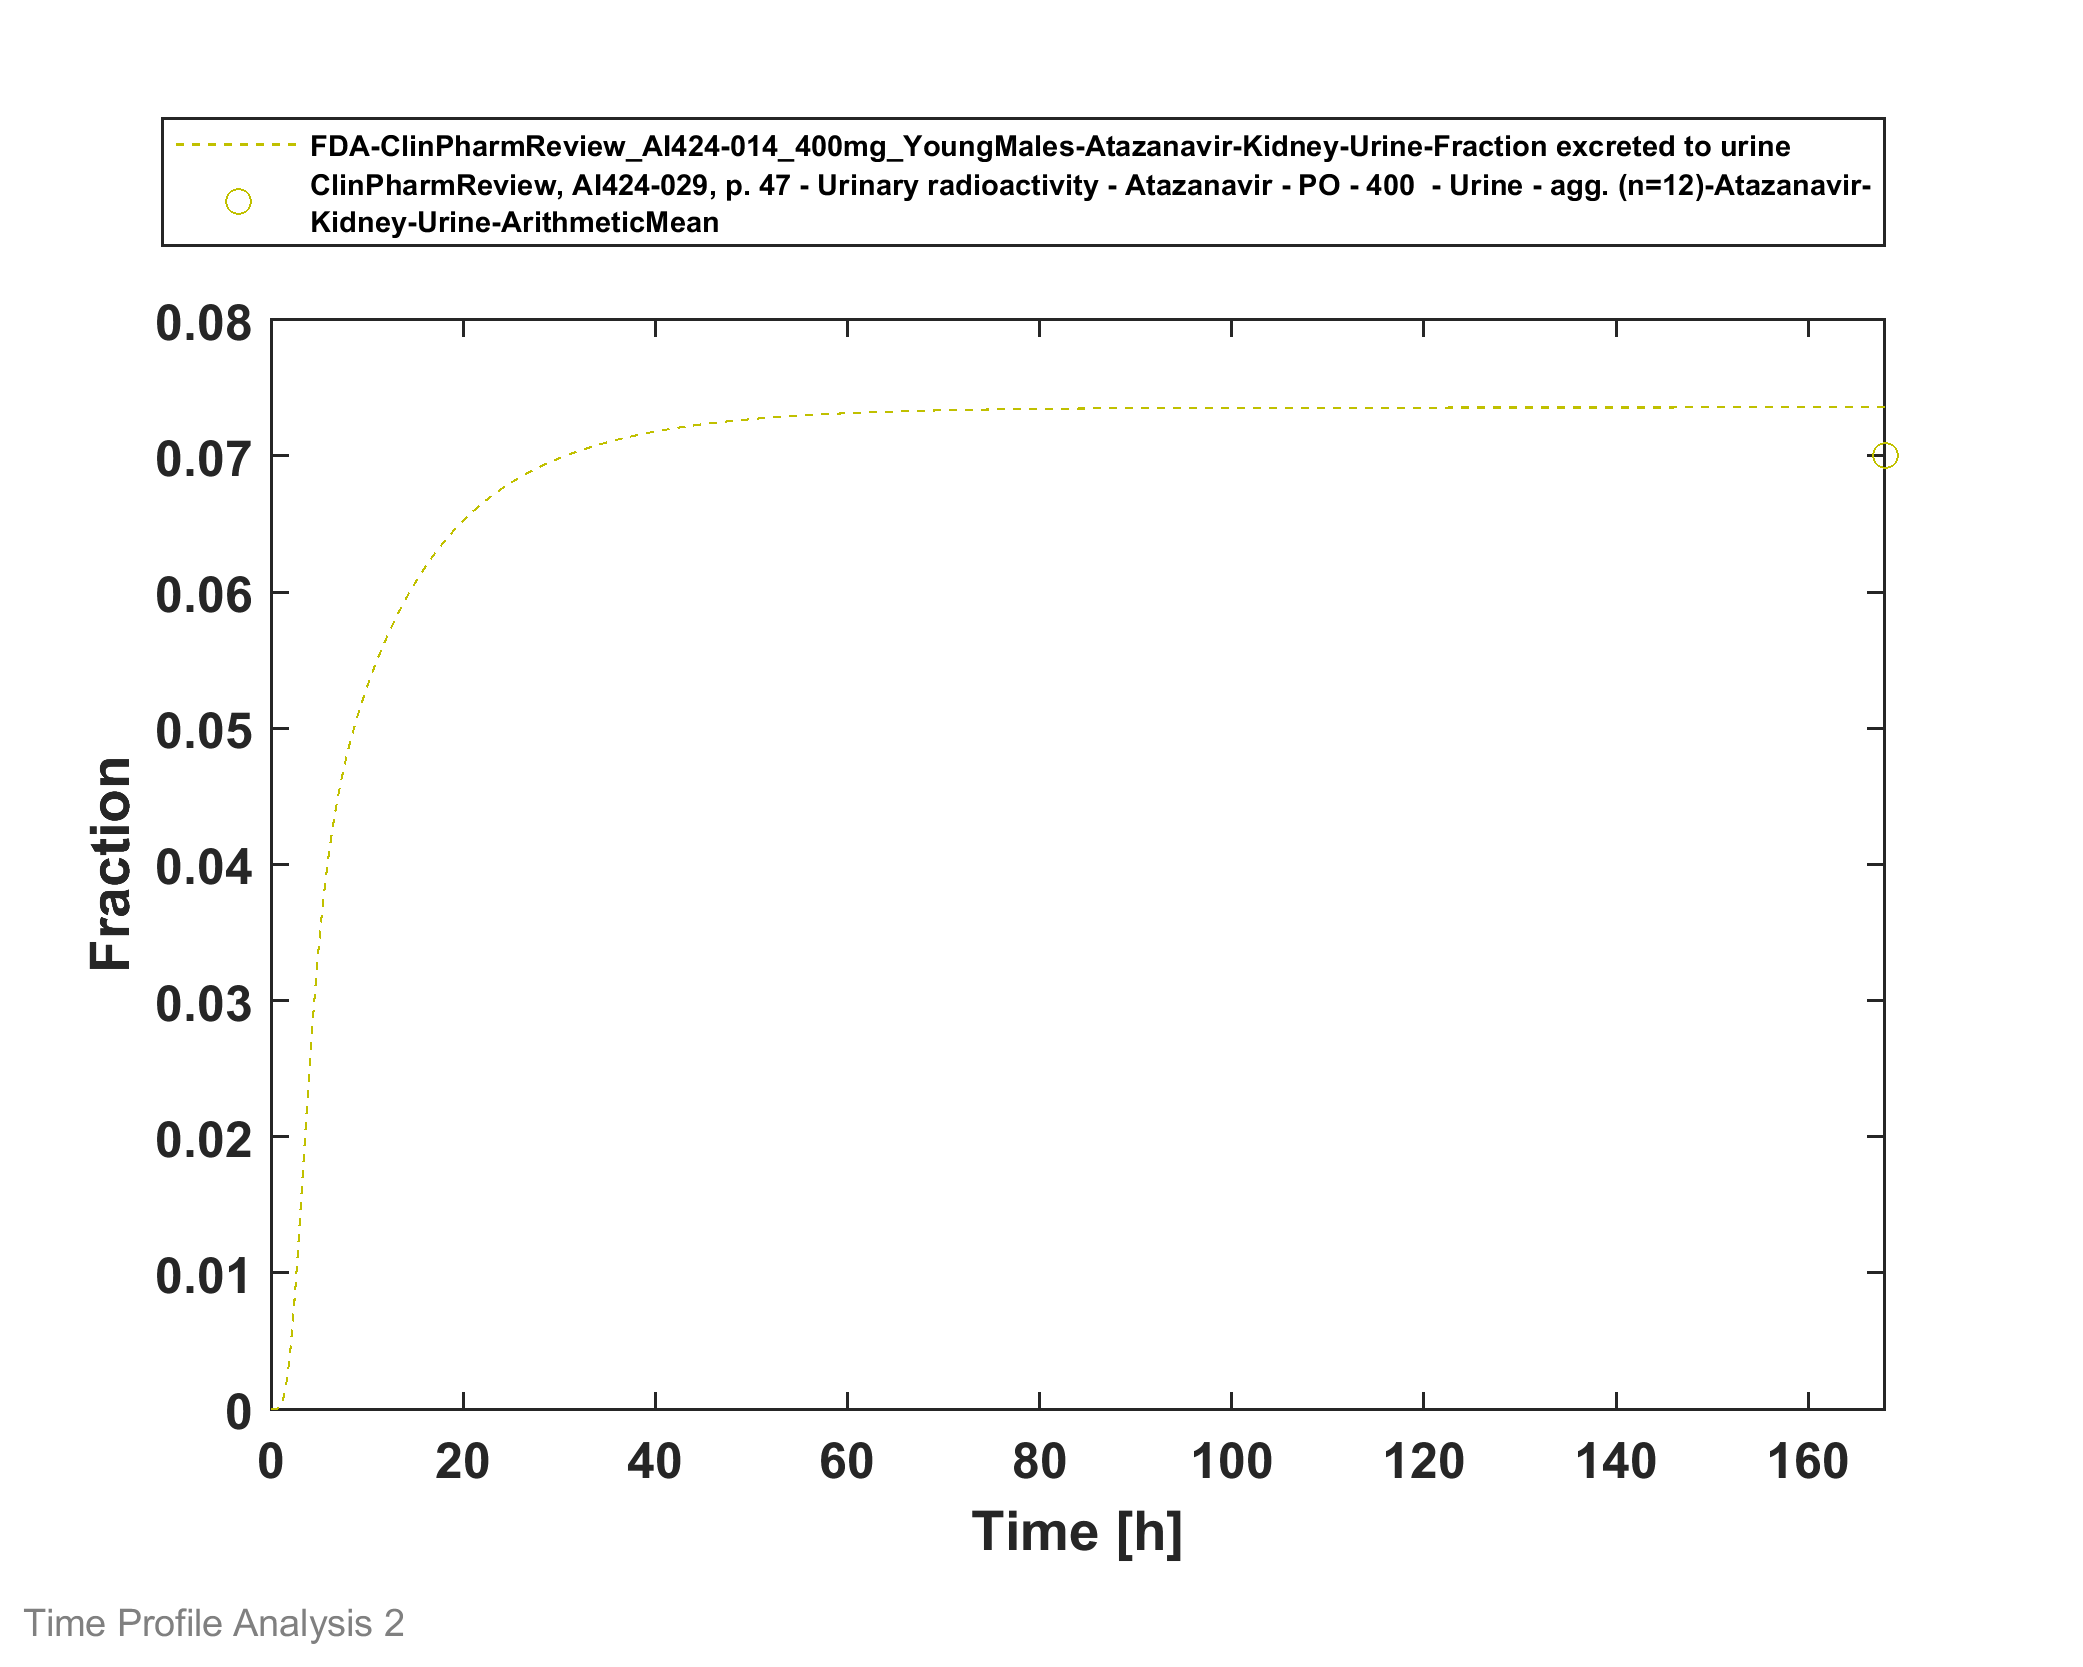 FDA-ClinPharmReview_AI424-014_400mg_YoungMales-Atazanavir-Kidney-Urine-Fraction excreted to urine
ClinPharmReview, AI424-029, p. 47 - Urinary radioactivity - Atazanavir - PO - 400  - Urine - agg. (n=12)-Atazanavir-
Kidney-Urine-ArithmeticMean
0.08
0.07
0.06
0.05
0.04
0.03
0.02
0.01
0
Fraction
0 20 40 60 80 100 120 140 160
Time [h]
Time Profile Analysis 2